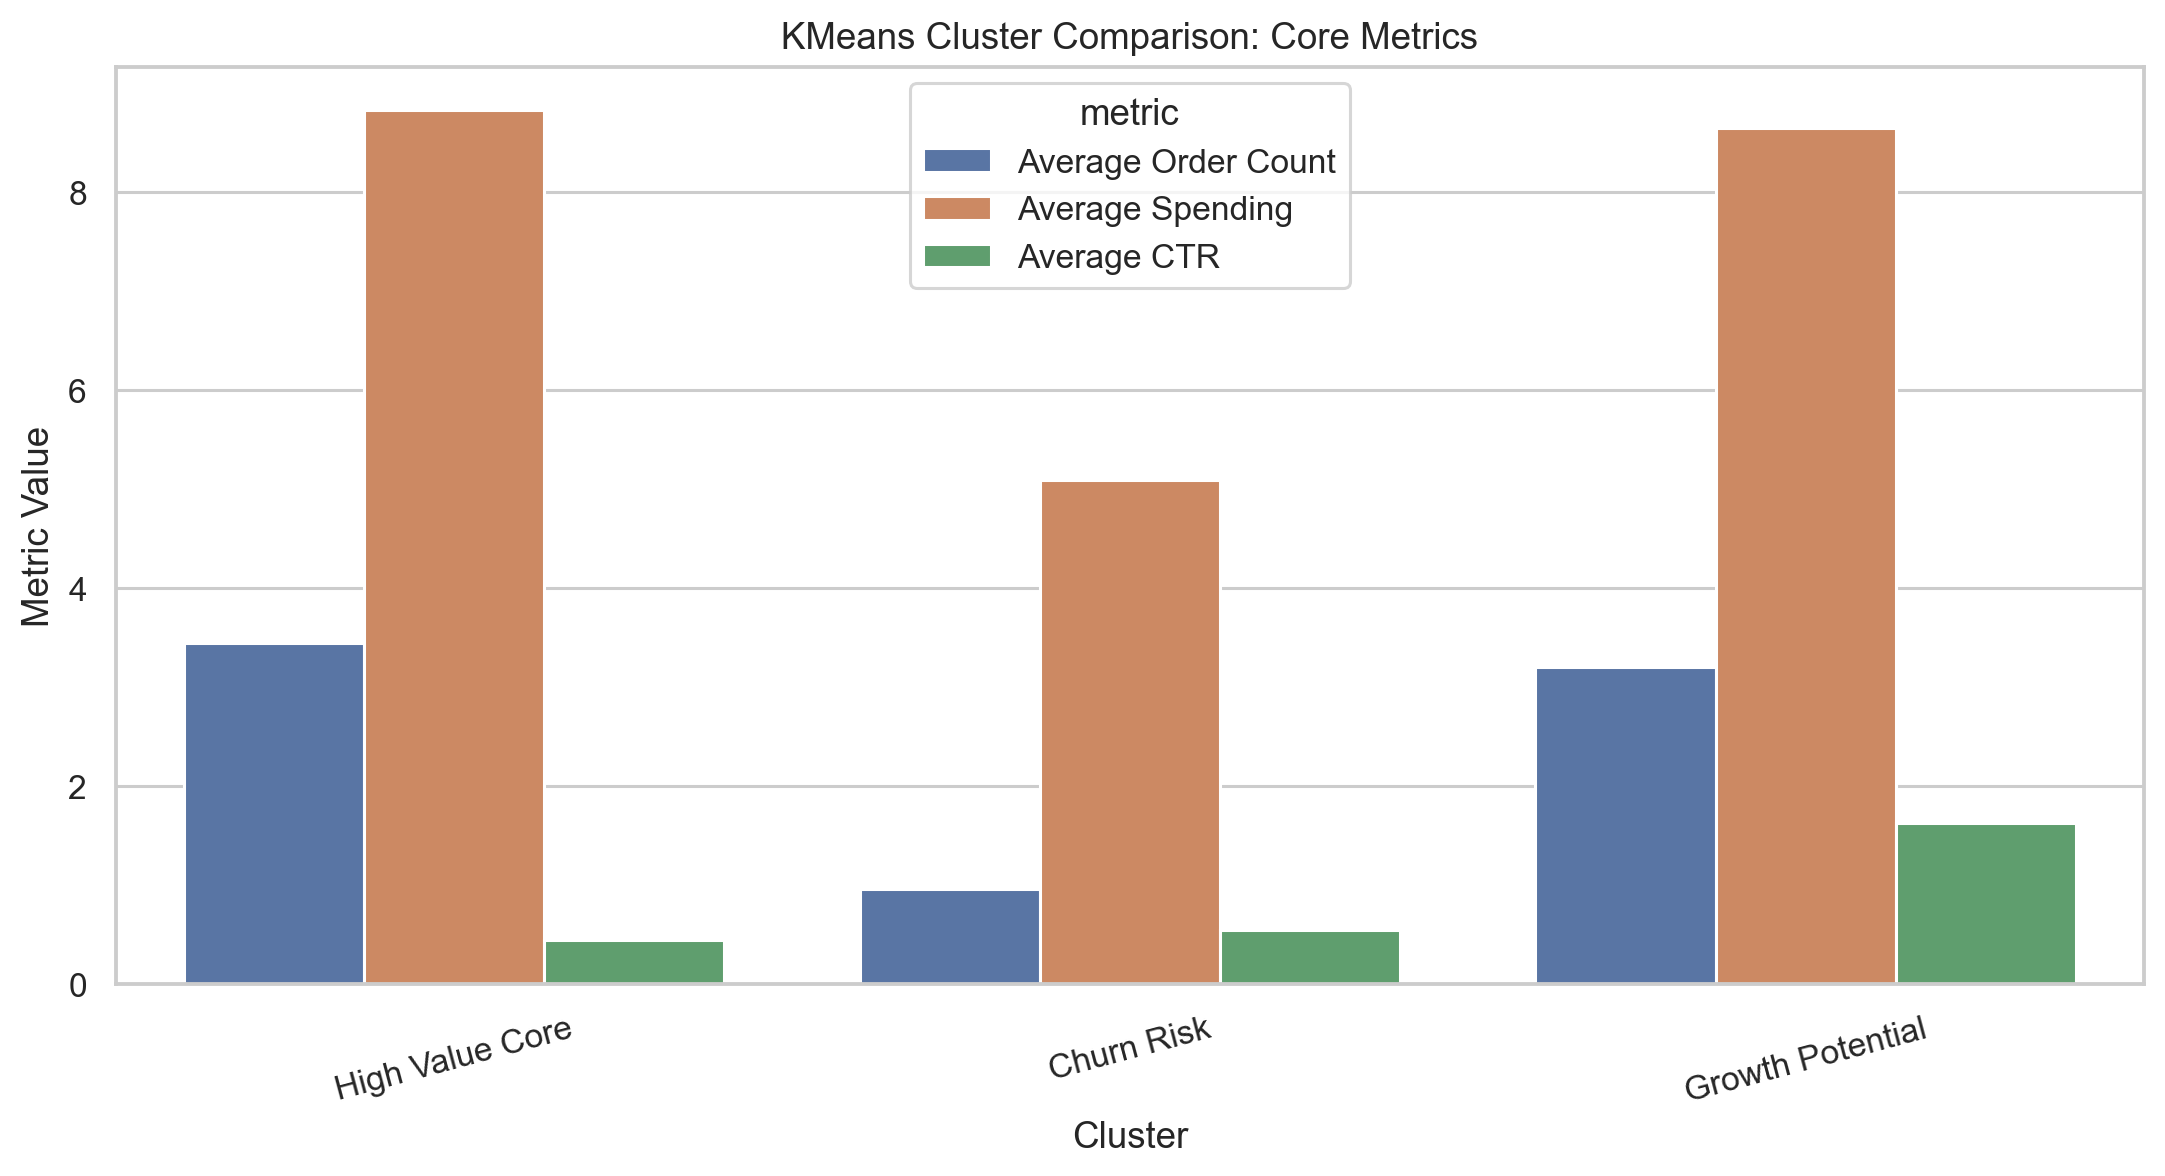 KMeans Cluster Comparison: Core Metrics
metric
Average Order Count
Average Spending
Average CTR
Metric Value
8
6
4
2
0
High Value Core
Churn Risk
Growth Potential
Cluster